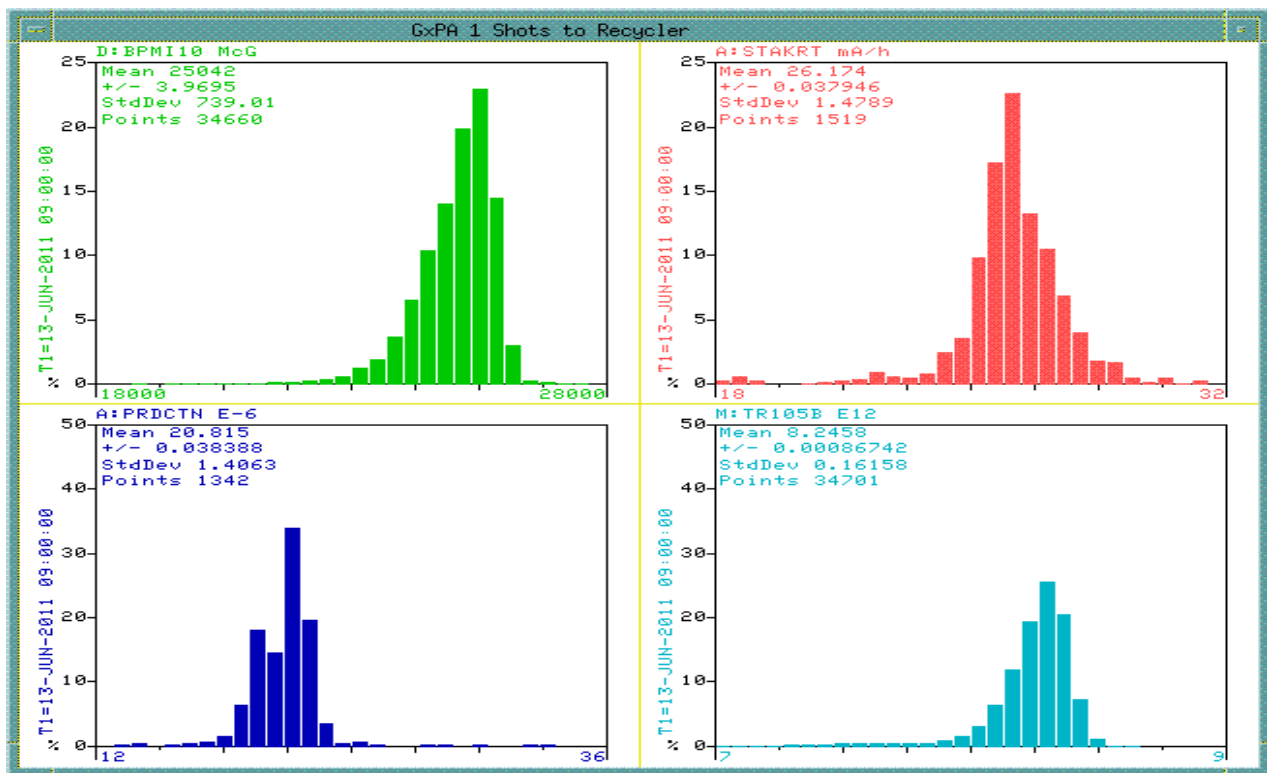 GxPA 1 Shots to Recycler
D:BPMI10 McG
25
20
15
10
5
% 0
Mean 25042
+/- 3.9695
StdDev 739.01
Points 34660
T1=13-JUN-2011 09:00:00
18000 28000
A:STAKRT mA/h
25
20
15
10
5
% 0
Mean 26.174
+/- 0.037946
StdDev 1.4789
Points 1519
T1=13-JUN-2011 09:00:00
18 32
A:PRDCTN E-6
50
40
30
20
10
% 0
Mean 20.815
+/- 0.038388
StdDev 1.4063
Points 1342
T1=13-JUN-2011 09:00:00
12 36
M:TR105B E12
50
40
30
20
10
% 0
Mean 8.2458
+/- 0.00086742
StdDev 0.16158
Points 34701
T1=13-JUN-2011 09:00:00
7 9